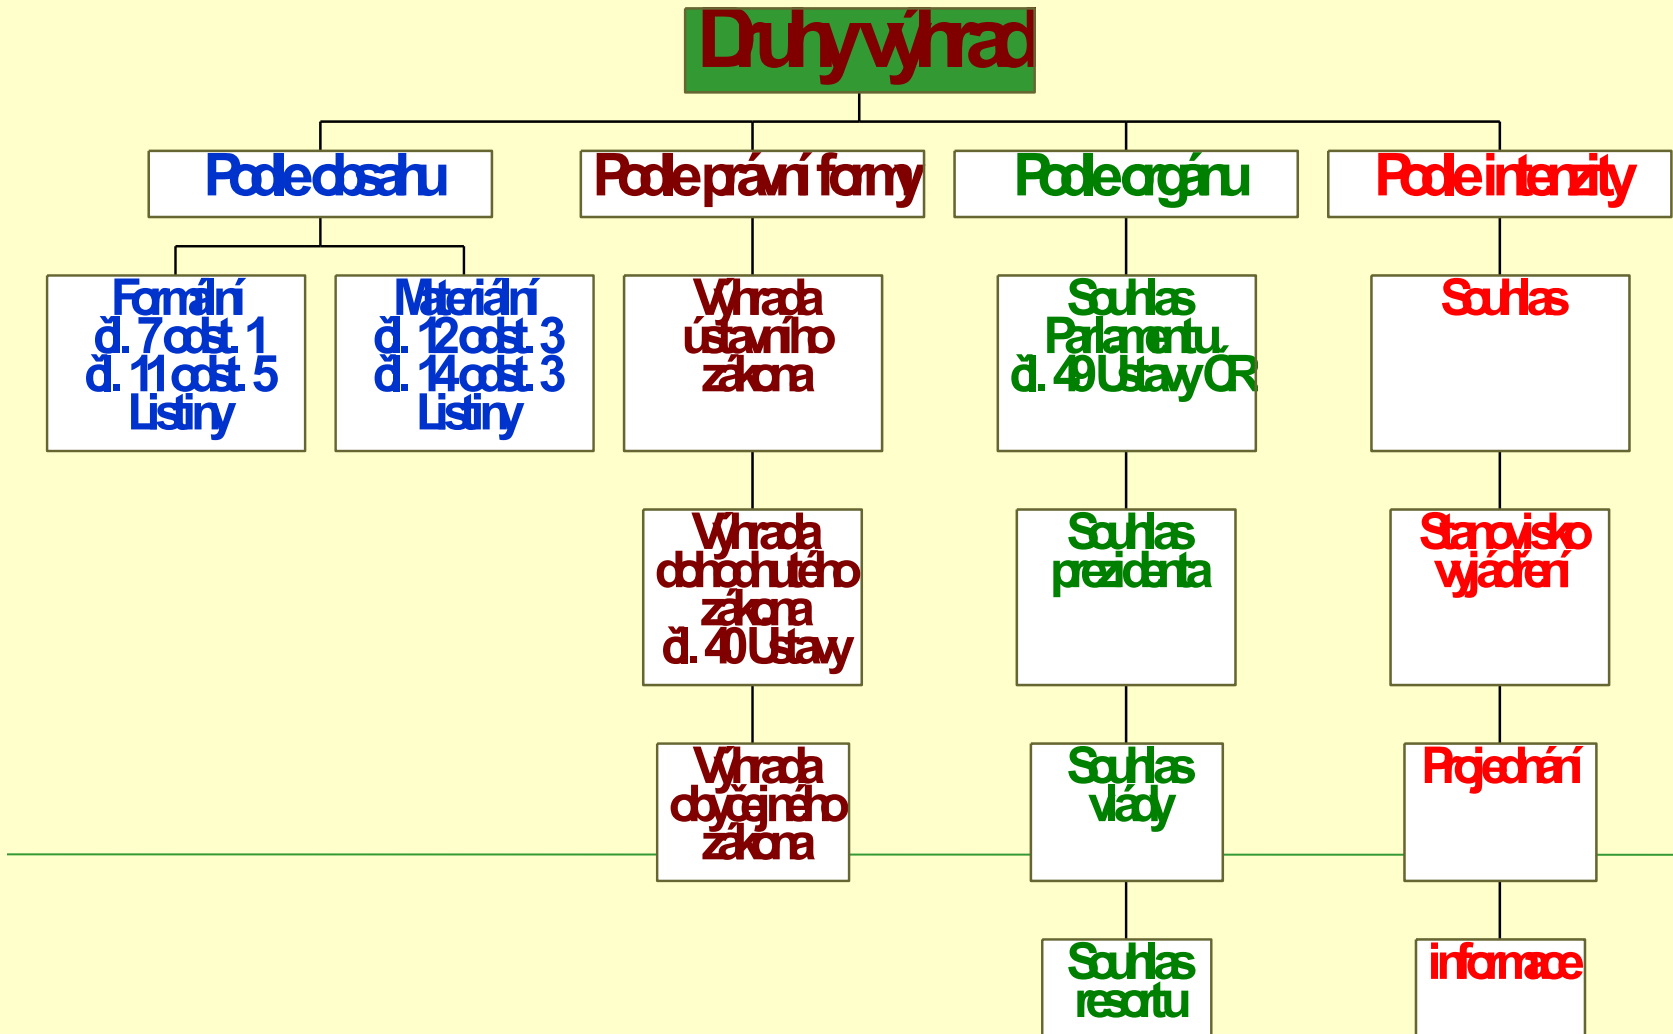 Druhy výhrad
Podle obsahu
Podle právní formy
Podle orgánu
Podle intenzity
Formální
čl. 7 odst. 1
čl. 11 odst. 5
Listiny
Materiální
čl. 12 odst. 3
čl. 14 odst. 3
Listiny
Výhrada
ústavního
zákona
Souhlas
Parlamentu
čl. 49 Ústavy ČR
Souhlas
Výhrada
dohodnutého
zákona
čl. 40 Ústavy
Souhlas
prezidenta
Stanovisko
vyjádření
Výhrada
obyčejného
zákona
Souhlas
vlády
Projednání
Souhlas
resortu
informace